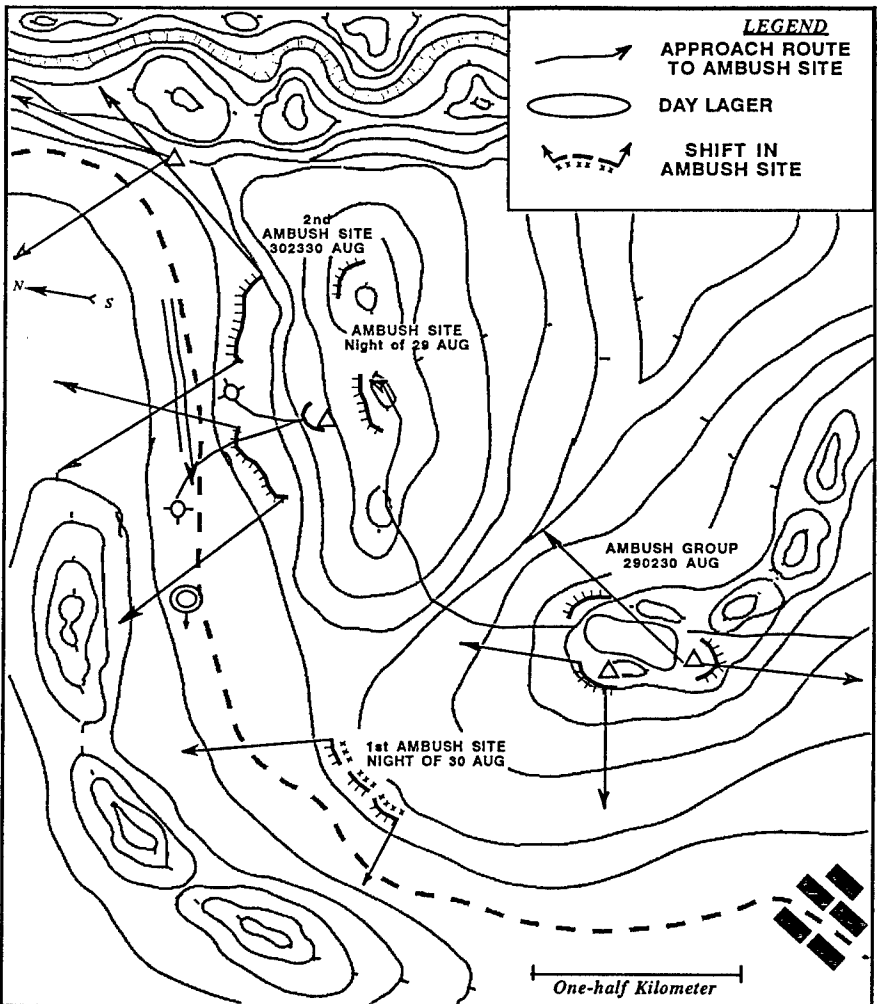 LEGEND
APPROACH ROUTE
TO AMBUSH SITE
DAY LAGER
SHIFT IN
AMBUSH SITE
2nd
AMBUSH SITE
302330 AUG
N
S
AMBUSH SITE
Night of 29 AUG
AMBUSH GROUP
290230 AUG
1st AMBUSH SITE
NIGHT OF 30 AUG
One-half Kilometer